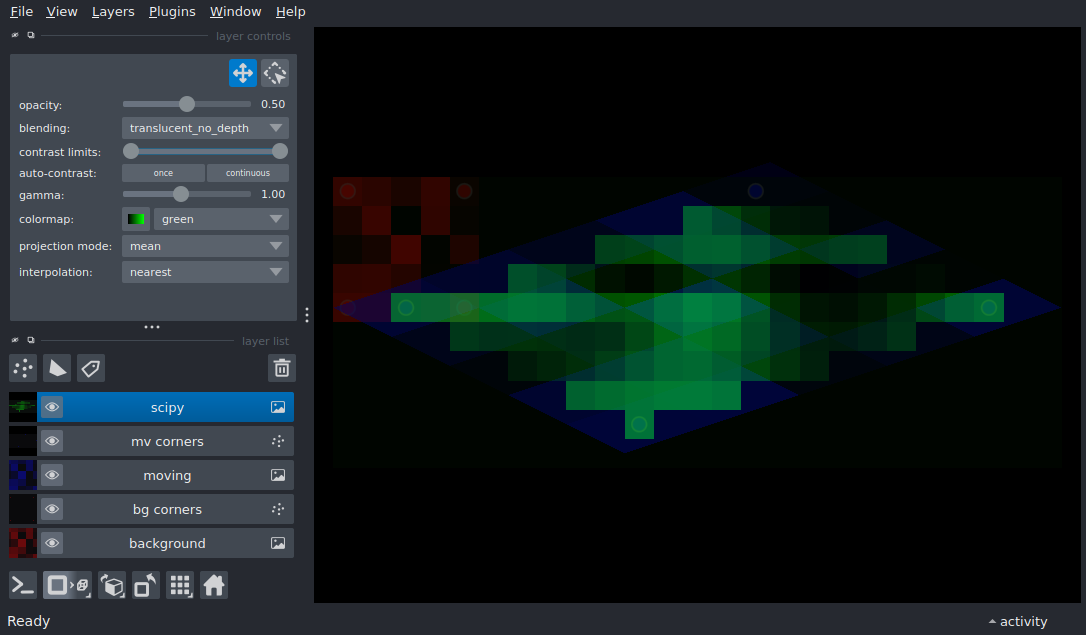 File View Layers Plugins Window Help
layer controls
opacity: 0.50
blending: translucent_no_depth
contrast limits:
auto-contrast: once continuous
gamma: 1.00
colormap: green
projection mode: mean
interpolation: nearest
layer list
scipy
mv corners
moving
bg corners
background
Ready activity